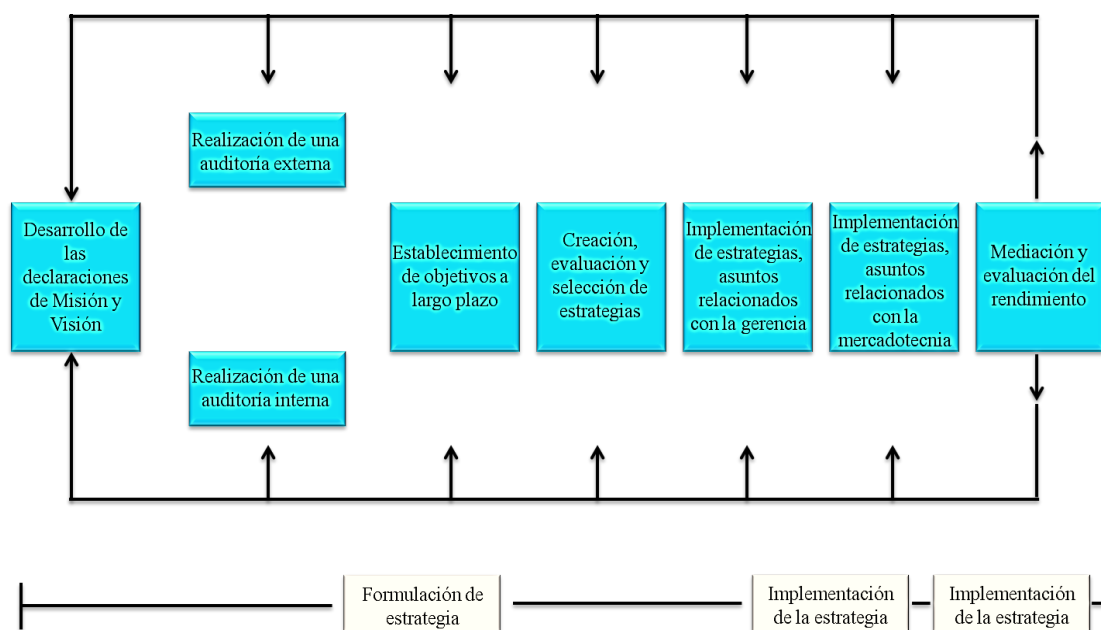 Realización de una
auditoría externa
Desarrollo de
las
declaraciones
de Misión y
Visión
Realización de una
auditoría interna
Establecimiento
de objetivos a
largo plazo
Creación,
evaluación y
selección de
estrategias
Implementación
de estrategias,
asuntos
relacionados
con la gerencia
Implementación
de estrategias,
asuntos
relacionados
con la
mercadotecnia
Mediación y
evaluación del
rendimiento
Formulación de
estrategia
Implementación
de la estrategia
Implementación
de la estrategia